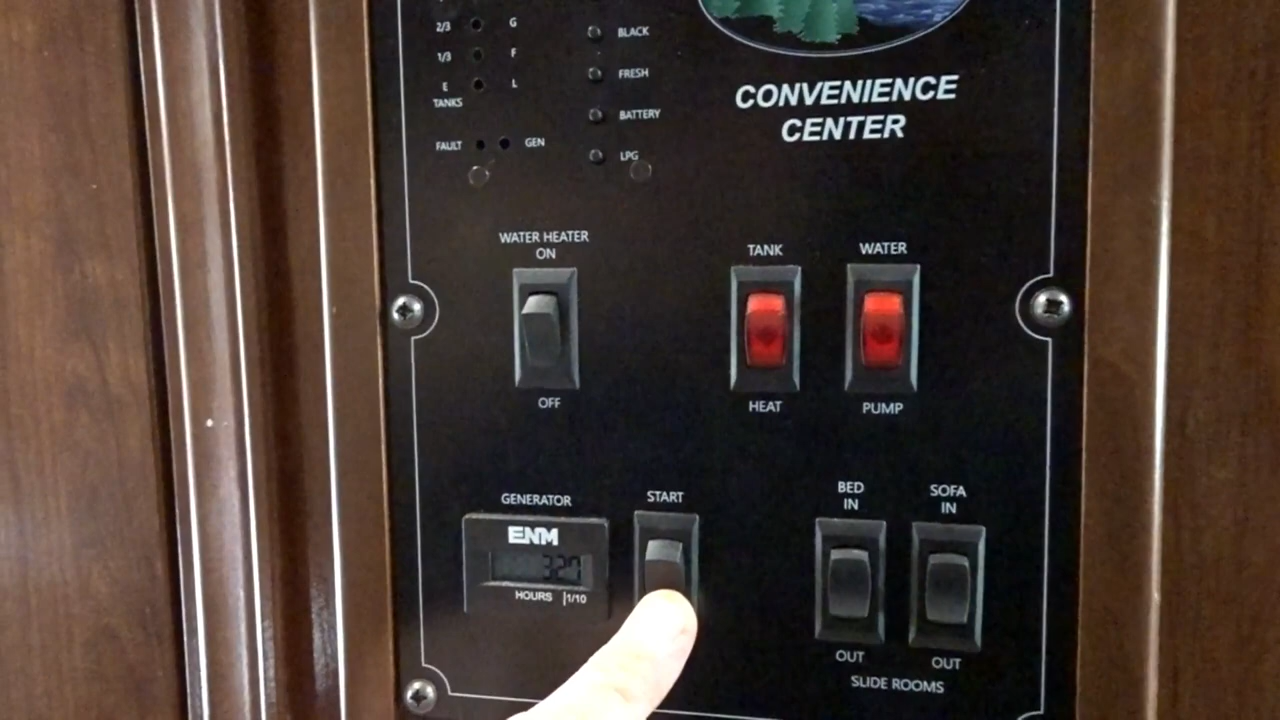 2/3
G
1/3
F
E
L
TANKS
FAULT
GEN
BLACK
FRESH
BATTERY
LPG
CONVENIENCE
CENTER
WATER HEATER
ON
OFF
TANK
HEAT
WATER
PUMP
GENERATOR
ENM
327
HOURS 1/10
START
BED
IN
OUT
SOFA
IN
OUT
SLIDE ROOMS